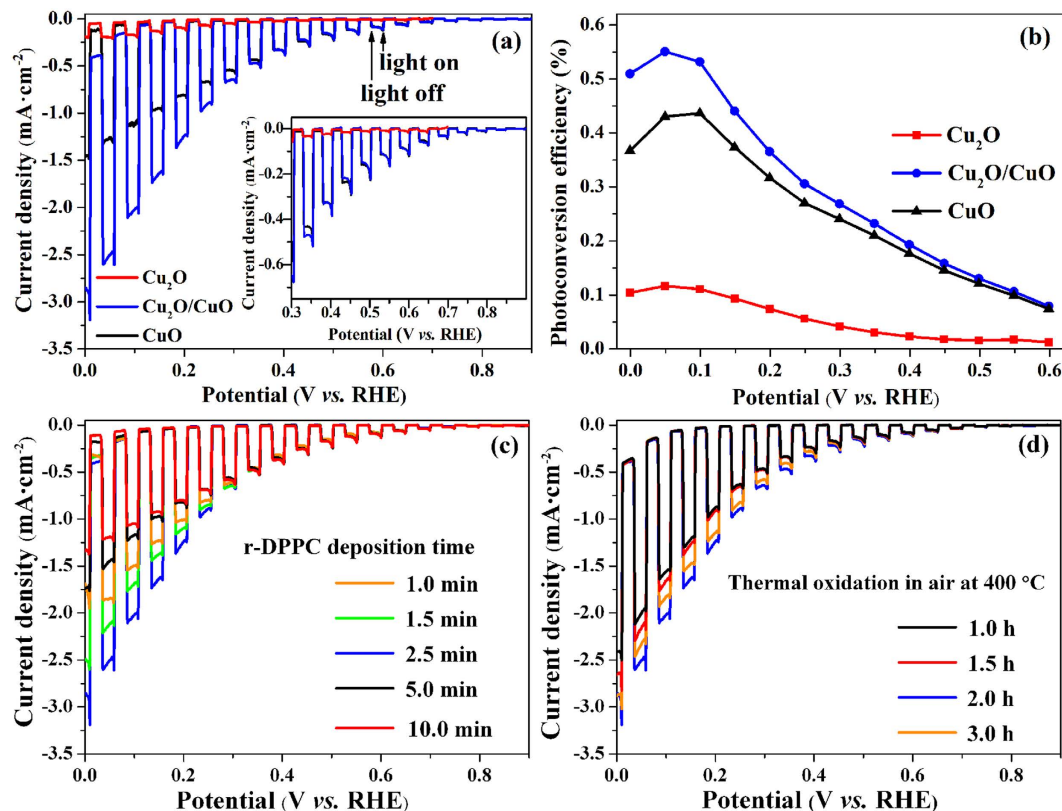 (a)
Current density (mA·cm⁻²)
0.0
-0.5
-1.0
-1.5
-2.0
-2.5
-3.0
-3.5
light on
light off
Current density (mA·cm⁻²)
0.0
-0.2
-0.4
-0.6
0.3 0.4 0.5 0.6 0.7 0.8
Potential (V vs. RHE)
Cu₂O
Cu₂O/CuO
CuO
0.0 0.2 0.4 0.6 0.8
Potential (V vs. RHE)
(b)
Photoconversion efficiency (%)
0.6
0.5
0.4
0.3
0.2
0.1
0.0
Cu₂O
Cu₂O/CuO
CuO
0.0 0.1 0.2 0.3 0.4 0.5 0.6
Potential (V vs. RHE)
(c)
Current density (mA·cm⁻²)
0.0
-0.5
-1.0
-1.5
-2.0
-2.5
-3.0
-3.5
r-DPPC deposition time
1.0 min
1.5 min
2.5 min
5.0 min
10.0 min
0.0 0.2 0.4 0.6 0.8
Potential (V vs. RHE)
(d)
Current density (mA·cm⁻²)
0.0
-0.5
-1.0
-1.5
-2.0
-2.5
-3.0
-3.5
Thermal oxidation in air at 400 °C
1.0 h
1.5 h
2.0 h
3.0 h
0.0 0.2 0.4 0.6 0.8
Potential (V vs. RHE)